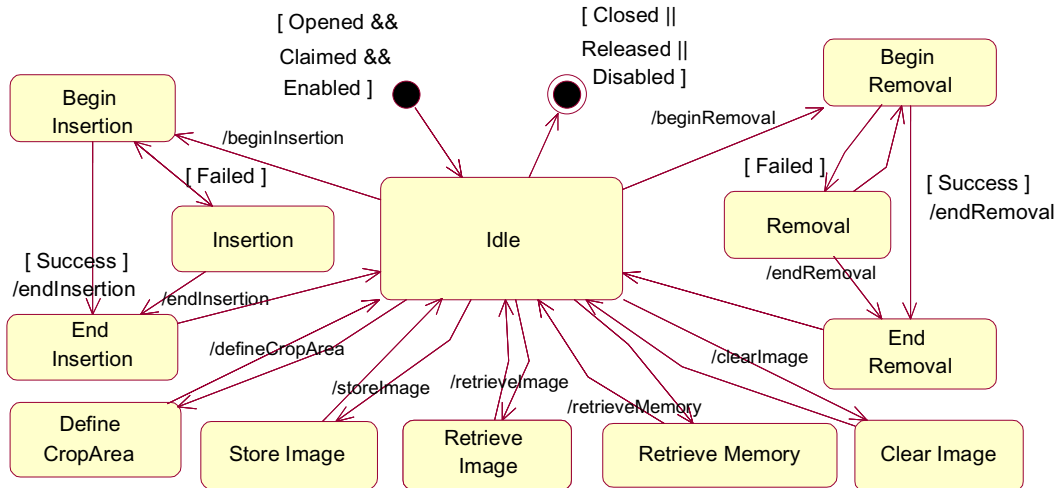 [ Opened &&
Claimed &&
Enabled ]
[ Closed ||
Released ||
Disabled ]
Begin
Insertion
Begin
Removal
/beginInsertion
/beginRemoval
[ Failed ]
[ Failed ]
[ Success ]
/endRemoval
Insertion
Idle
Removal
[ Success ]
/endInsertion
/endInsertion
/endRemoval
End
Insertion
End
Removal
/defineCropArea
/storeImage
/retrieveImage
/retrieveMemory
/clearImage
Define
CropArea
Store Image
Retrieve
Image
Retrieve Memory
Clear Image